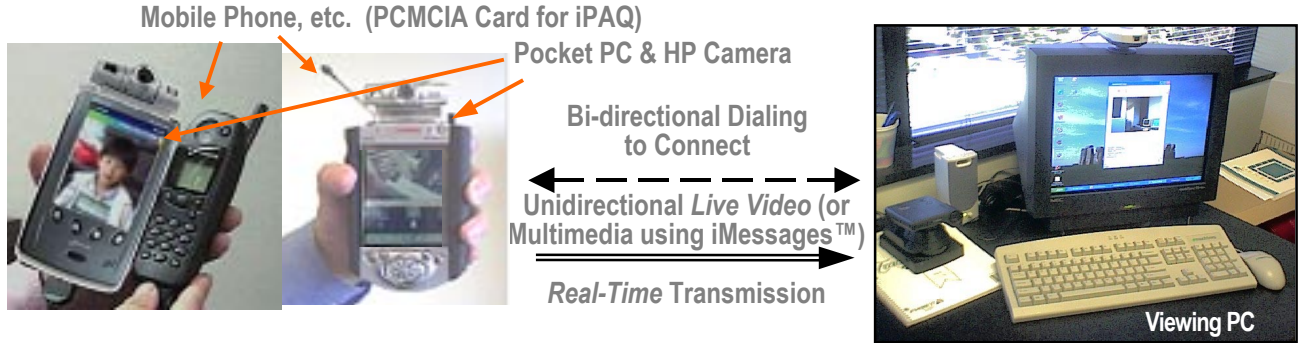 Mobile Phone, etc.  (PCMCIA Card for iPAQ)
Pocket PC & HP Camera
Bi-directional Dialing
to Connect
Unidirectional Live Video (or
Multimedia using iMessages™)
Real-Time Transmission
Viewing PC